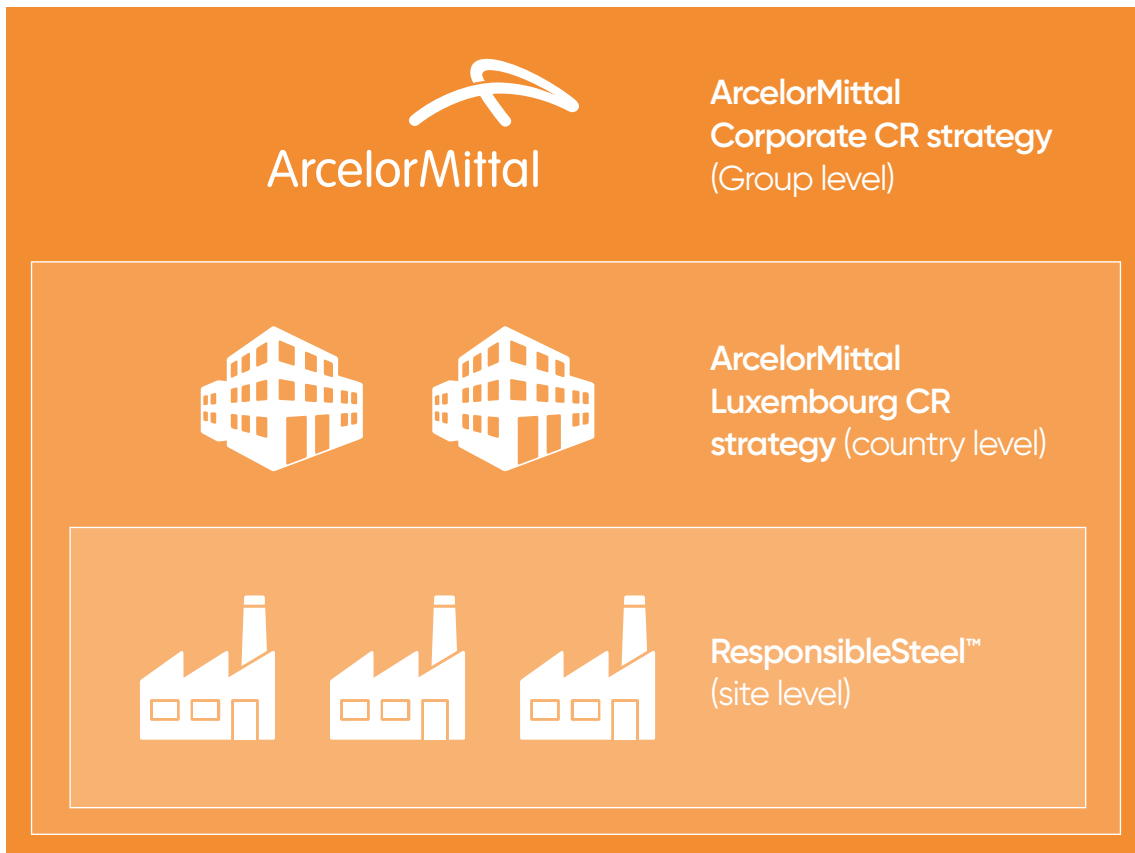 ArcelorMittal
ArcelorMittal
Corporate CR strategy
(Group level)
ArcelorMittal
Luxembourg CR
strategy (country level)
ResponsibleSteel™
(site level)